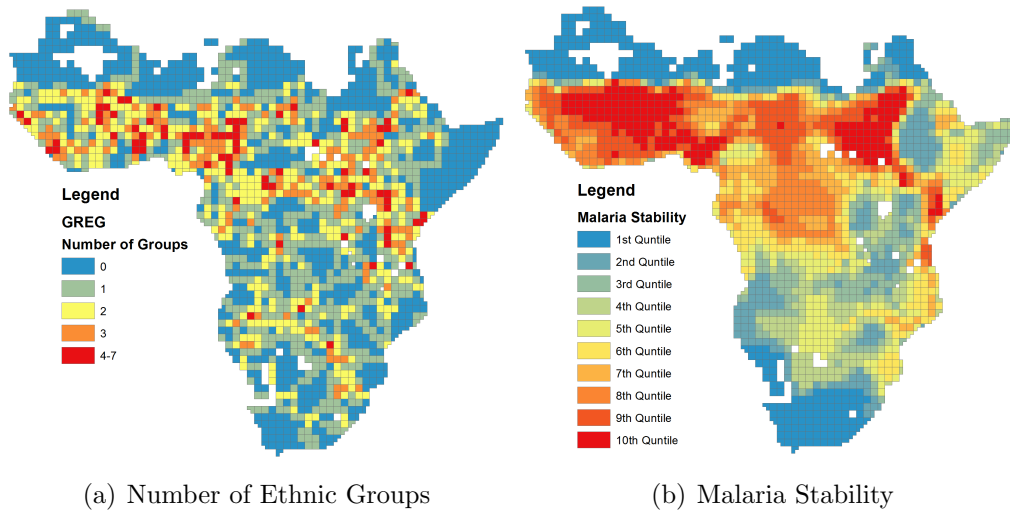 Legend
GREG
Number of Groups
0
1
2
3
4-7
Legend
Malaria Stability
1st Quntile
2nd Quntile
3rd Quntile
4th Quntile
5th Quntile
6th Quntile
7th Quntile
8th Quntile
9th Quntile
10th Quntile
(a) Number of Ethnic Groups
(b) Malaria Stability